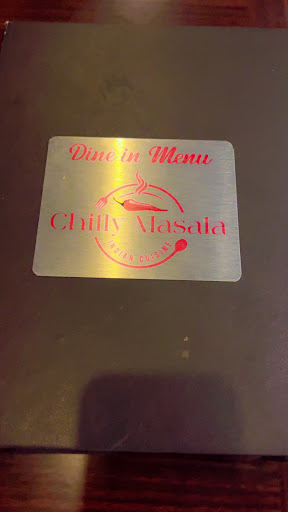 Dine in Menu
Chilly Masala
INDIAN CUISINE